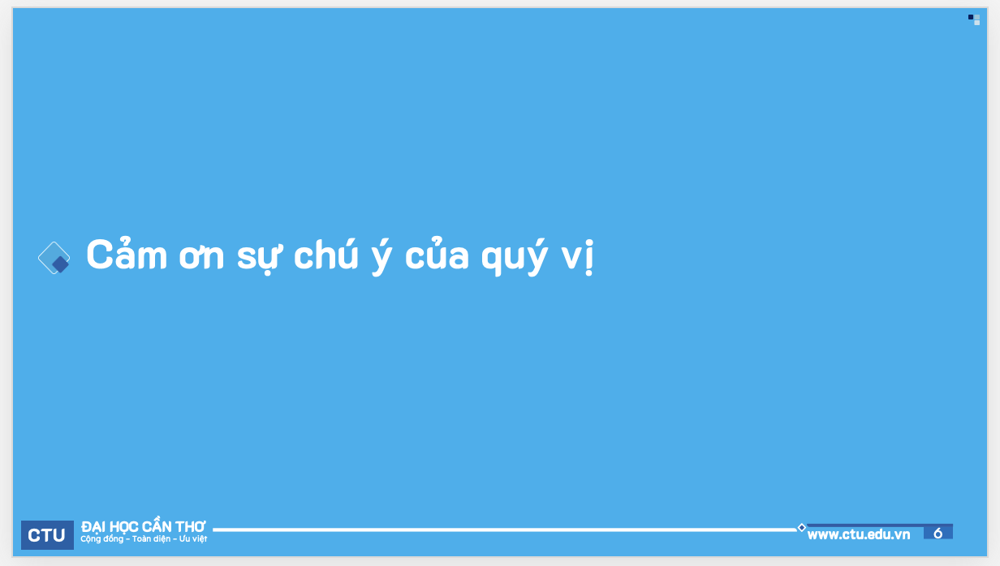 Cảm ơn sự chú ý của quý vị
CTU
ĐẠI HỌC CẦN THƠ
Cộng đồng - Toàn diện - Ưu việt
www.ctu.edu.vn
6